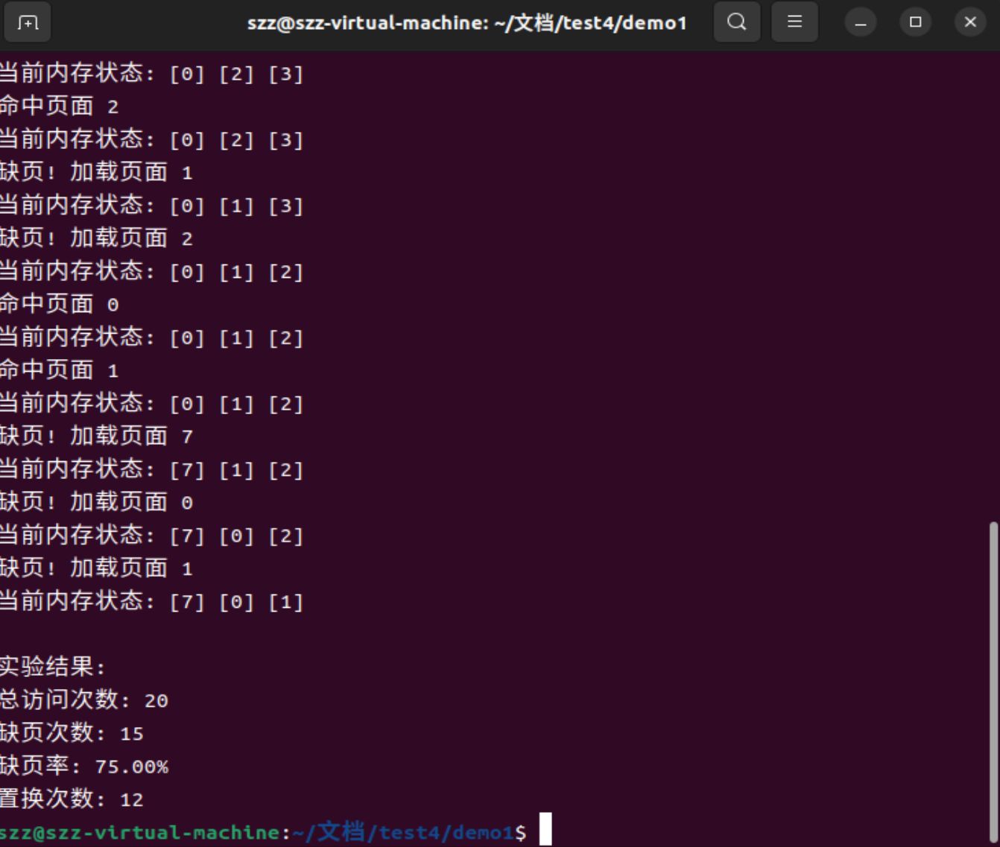 szz@szz-virtual-machine: ~/文档/test4/demo1
当前内存状态: [0] [2] [3]
命中页面 2
当前内存状态: [0] [2] [3]
缺页! 加载页面 1
当前内存状态: [0] [1] [3]
缺页! 加载页面 2
当前内存状态: [0] [1] [2]
命中页面 0
当前内存状态: [0] [1] [2]
命中页面 1
当前内存状态: [0] [1] [2]
缺页! 加载页面 7
当前内存状态: [7] [1] [2]
缺页! 加载页面 0
当前内存状态: [7] [0] [2]
缺页! 加载页面 1
当前内存状态: [7] [0] [1]
实验结果:
总访问次数: 20
缺页次数: 15
缺页率: 75.00%
置换次数: 12
szz@szz-virtual-machine:~/文档/test4/demo1$